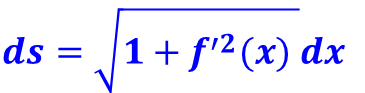 ds = √(1 + f′²(x)) dx